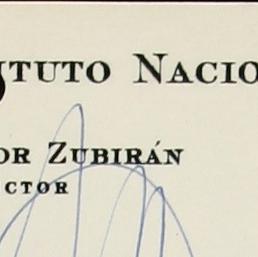 TUTO NACIO
OR ZUBIRÁN
CTOR